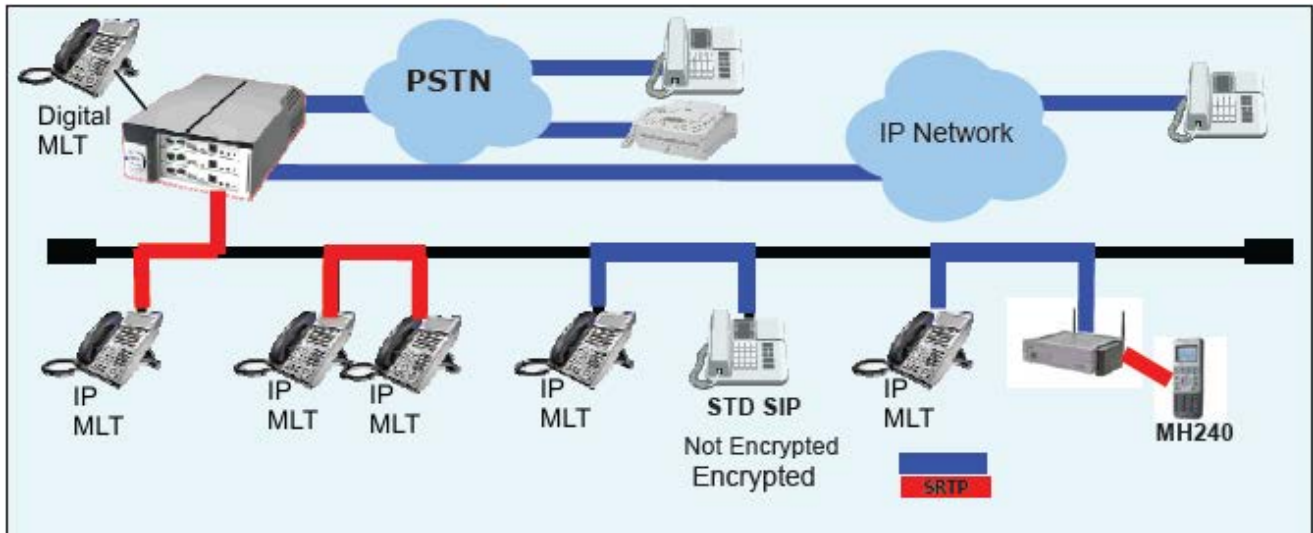 PSTN
Digital
MLT
IP Network
IP
MLT
IP
MLT
IP
MLT
IP
MLT
STD SIP
IP
MLT
MH240
Not Encrypted
Encrypted
SRTP